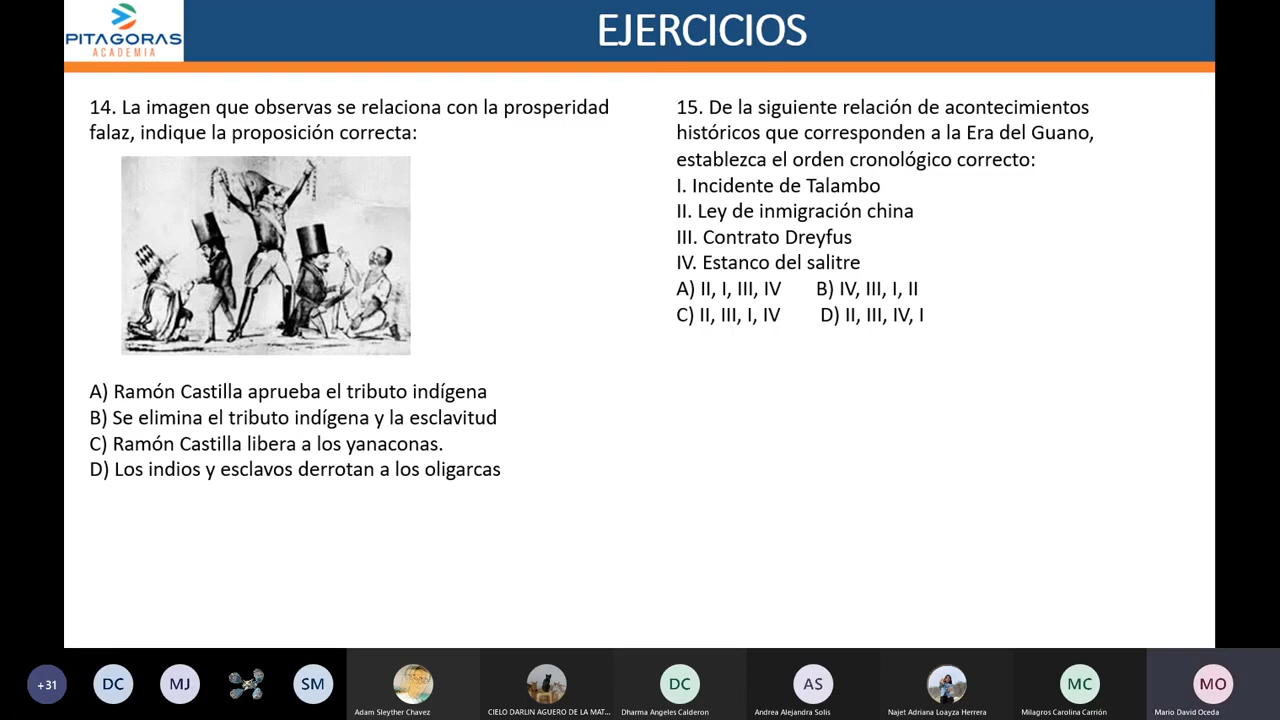 PITAGORAS
ACADEMIA
EJERCICIOS
14. La imagen que observas se relaciona con la prosperidad
falaz, indique la proposición correcta:
A) Ramón Castilla aprueba el tributo indígena
B) Se elimina el tributo indígena y la esclavitud
C) Ramón Castilla libera a los yanaconas.
D) Los indios y esclavos derrotan a los oligarcas
15. De la siguiente relación de acontecimientos
históricos que corresponden a la Era del Guano,
establezca el orden cronológico correcto:
I. Incidente de Talambo
II. Ley de inmigración china
III. Contrato Dreyfus
IV. Estanco del salitre
A) II, I, III, IV B) IV, III, I, II
C) II, III, I, IV D) II, III, IV, I
+31
DC
MJ
SM
DC
AS
MC
MO
Adam Sleyther Chavez
CIELO DARLIN AGUERO DE LA MAT...
Dharma Angeles Calderon
Andrea Alejandra Solis
Najet Adriana Loayza Herrera
Milagros Carolina Carrión
Mario David Oceda